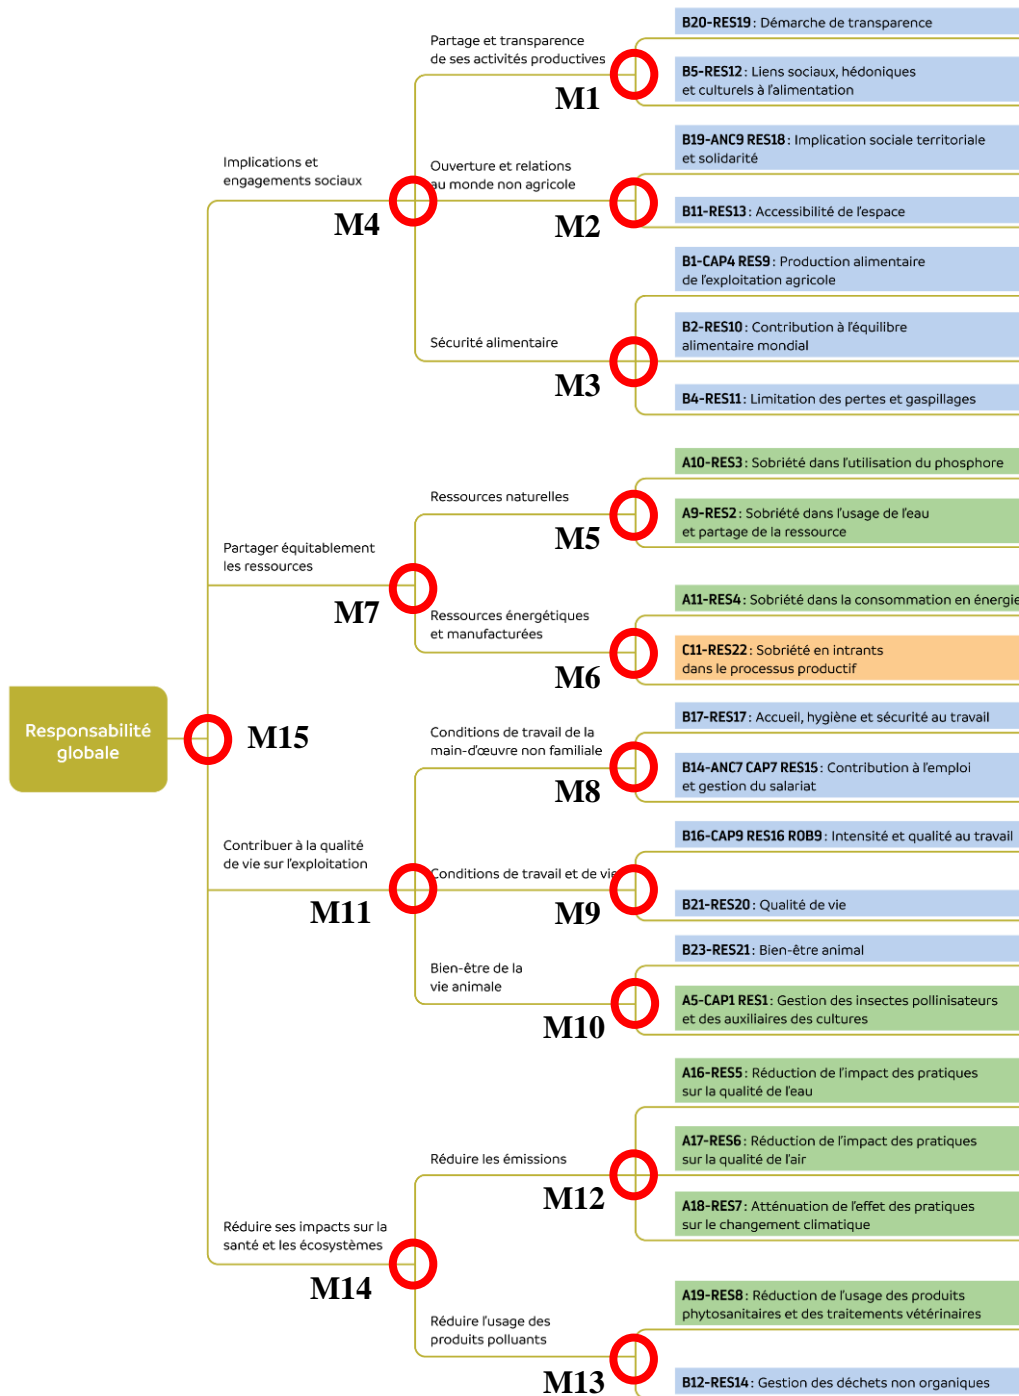 B20-RES19 : Démarche de transparence
Partage et transparence
de ses activités productives
M1
B5-RES12 : Liens sociaux, hédoniques
et culturels à l'alimentation
B19-ANC9 RES18 : Implication sociale territoriale
et solidarité
Implications et
engagements sociaux
M4
Ouverture et relations
au monde non agricole
M2
B11-RES13 : Accessibilité de l'espace
B1-CAP4 RES9 : Production alimentaire
de l'exploitation agricole
Sécurité alimentaire
M3
B2-RES10 : Contribution à l'équilibre
alimentaire mondial
B4-RES11 : Limitation des pertes et gaspillages
A10-RES3 : Sobriété dans l'utilisation du phosphore
Ressources naturelles
M5
A9-RES2 : Sobriété dans l'usage de l'eau
et partage de la ressource
Partager équitablement
les ressources
M7
A11-RES4 : Sobriété dans la consommation en énergie
Ressources énergétiques
et manufacturées
M6
C11-RES22 : Sobriété en intrants
dans le processus productif
Responsabilité
globale
M15
B17-RES17 : Accueil, hygiène et sécurité au travail
Conditions de travail de la
main-d'œuvre non familiale
M8
B14-ANC7 CAP7 RES15 : Contribution à l'emploi
et gestion du salariat
Contribuer à la qualité
de vie sur l'exploitation
M11
B16-CAP9 RES16 ROB9 : Intensité et qualité au travail
Conditions de travail et de vie
M9
B21-RES20 : Qualité de vie
B23-RES21 : Bien-être animal
Bien-être de la
vie animale
M10
A5-CAP1 RES1 : Gestion des insectes pollinisateurs
et des auxiliaires des cultures
A16-RES5 : Réduction de l'impact des pratiques
sur la qualité de l'eau
Réduire les émissions
M12
A17-RES6 : Réduction de l'impact des pratiques
sur la qualité de l'air
A18-RES7 : Atténuation de l'effet des pratiques
sur le changement climatique
Réduire ses impacts sur la
santé et les écosystèmes
M14
A19-RES8 : Réduction de l'usage des produits
phytosanitaires et des traitements vétérinaires
Réduire l'usage des
produits polluants
M13
B12-RES14 : Gestion des déchets non organiques